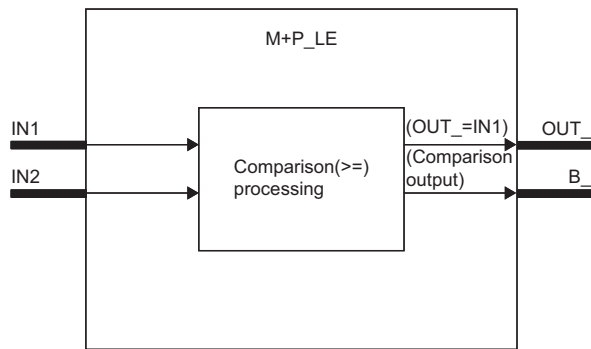 M+P_LE
IN1
(OUT_=IN1)
OUT_
(Comparison
IN2
Comparison(>=)
output)
B_
processing